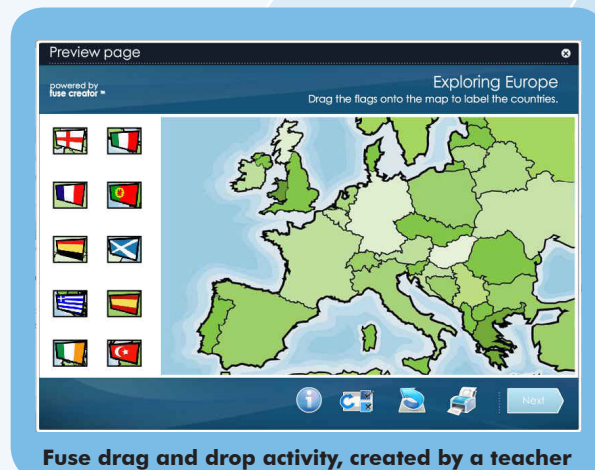 Preview page
powered by
fuse creator ™
Exploring Europe
Drag the flags onto the map to label the countries.
Next
Fuse drag and drop activity, created by a teacher